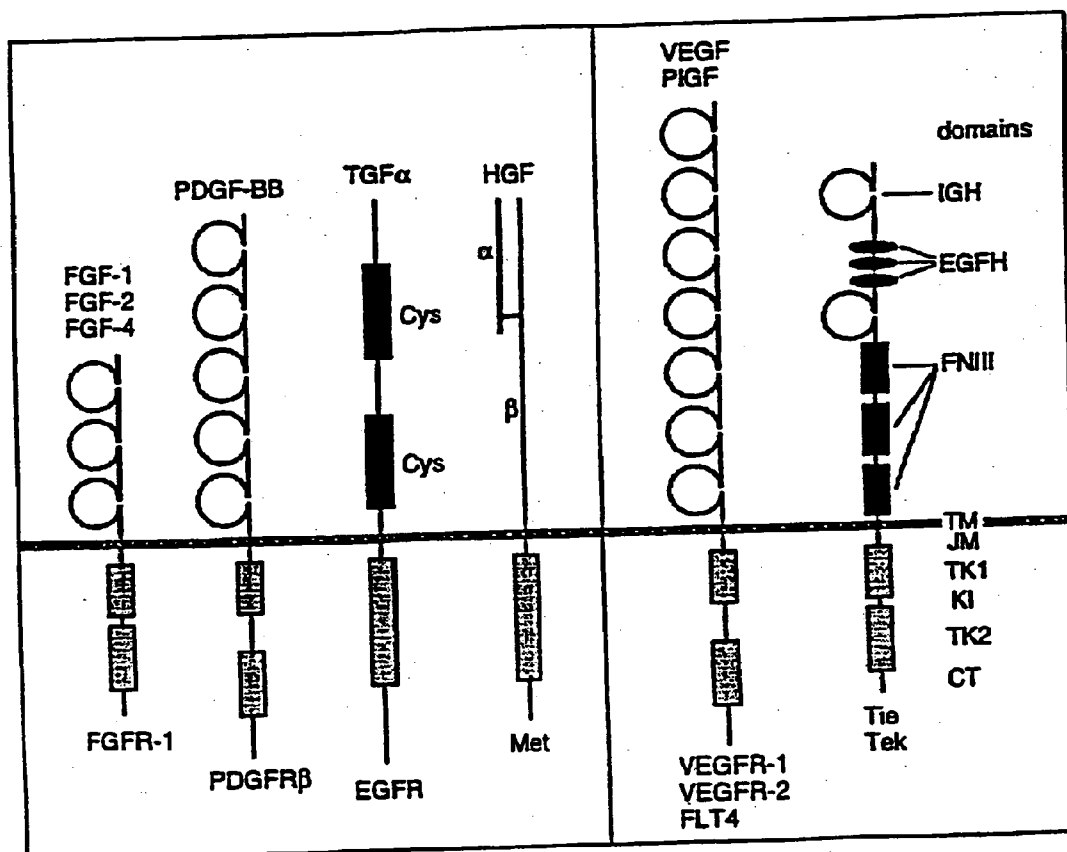 FGF-1
FGF-2
FGF-4
FGFR-1
PDGF-BB
PDGFRβ
TGFα
Cys
Cys
EGFR
HGF
α
β
Met
VEGF
PIGF
VEGFR-1
VEGFR-2
FLT4
domains
IGH
EGFH
FNIII
TM
JM
TK1
KI
TK2
CT
Tie
Tek